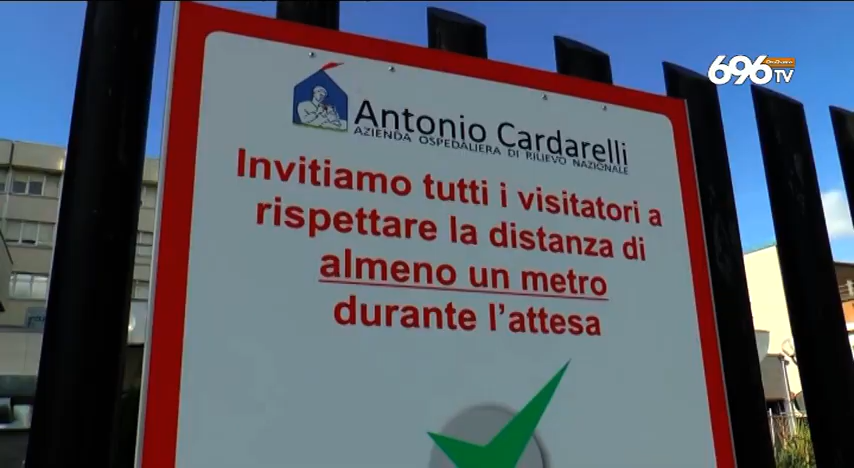 696
TV
Antonio Cardarelli
AZIENDA OSPEDALIERA DI RILIEVO NAZIONALE
Invitiamo tutti i visitatori a
rispettare la distanza di
almeno un metro
durante l'attesa